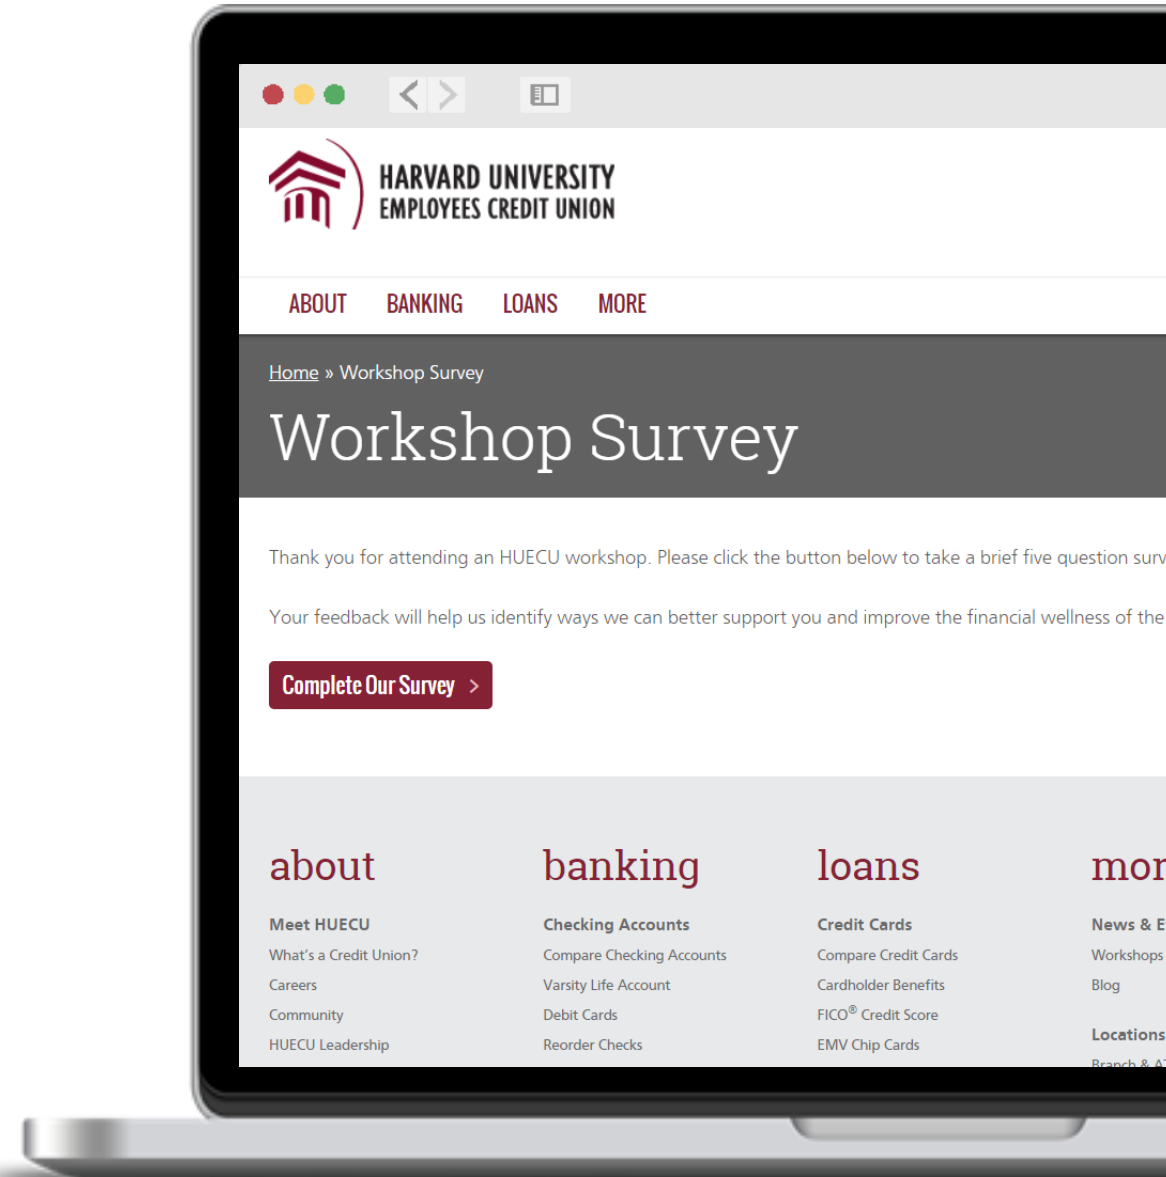 HARVARD UNIVERSITY
EMPLOYEES CREDIT UNION
ABOUT BANKING LOANS MORE
Home » Workshop Survey
Workshop Survey
Thank you for attending an HUECU workshop. Please click the button below to take a brief five question surv
Your feedback will help us identify ways we can better support you and improve the financial wellness of the
Complete Our Survey >
about
Meet HUECU
What's a Credit Union?
Careers
Community
HUECU Leadership
banking
Checking Accounts
Compare Checking Accounts
Varsity Life Account
Debit Cards
Reorder Checks
loans
Credit Cards
Compare Credit Cards
Cardholder Benefits
FICO® Credit Score
EMV Chip Cards
mor
News & E
Workshops
Blog
Locations
Branch & A